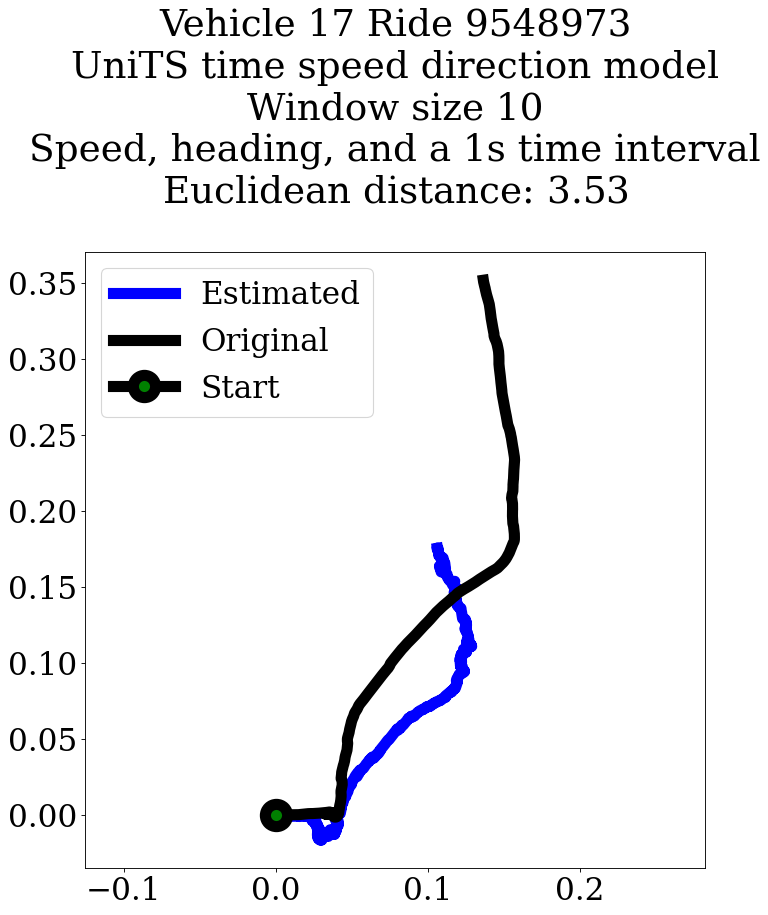 Vehicle 17 Ride 9548973
UniTS time speed direction model
Window size 10
Speed, heading, and a 1s time interval
Euclidean distance: 3.53
Estimated
Original
Start
0.35
0.30
0.25
0.20
0.15
0.10
0.05
0.00
−0.1
0.0
0.1
0.2